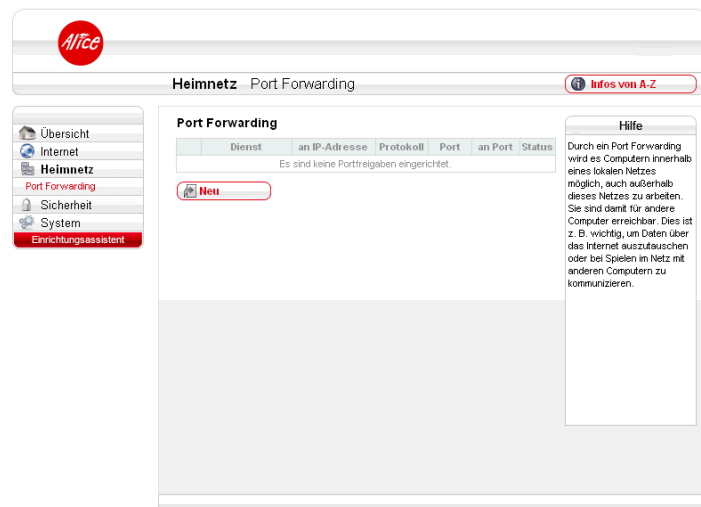 Alice
Heimnetz Port Forwarding
Infos von A-Z
Übersicht
Internet
Heimnetz
Port Forwarding
Sicherheit
System
Einrichtungsassistent
Port Forwarding
Dienst an IP-Adresse Protokoll Port an Port Status
Es sind keine Portfreigaben eingerichtet.
Neu
Hilfe
Durch ein Port Forwarding
wird es Computern innerhalb
eines lokalen Netzes
möglich, auch außerhalb
dieses Netzes zu arbeiten.
Sie sind damit für andere
Computer erreichbar. Dies ist
z. B. wichtig, um Daten über
das Internet auszutauschen
oder bei Spielen im Netz mit
anderen Computern zu
kommunizieren.